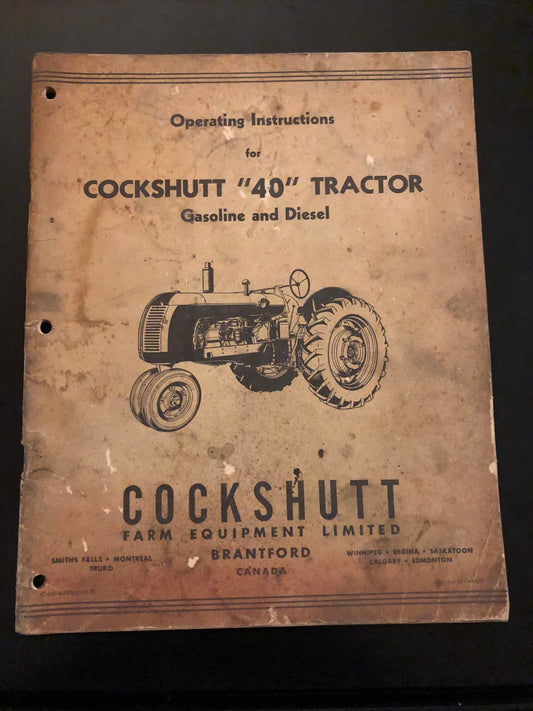 Operating Instructions
for
COCKSHUTT "40" TRACTOR
Gasoline and Diesel
COCKSHUTT
FARM EQUIPMENT LIMITED
SMITHS FALLS • MONTREAL
TRURO
BRANTFORD
CANADA
WINNIPEG • REGINA • SASKATOON
CALGARY • EDMONTON